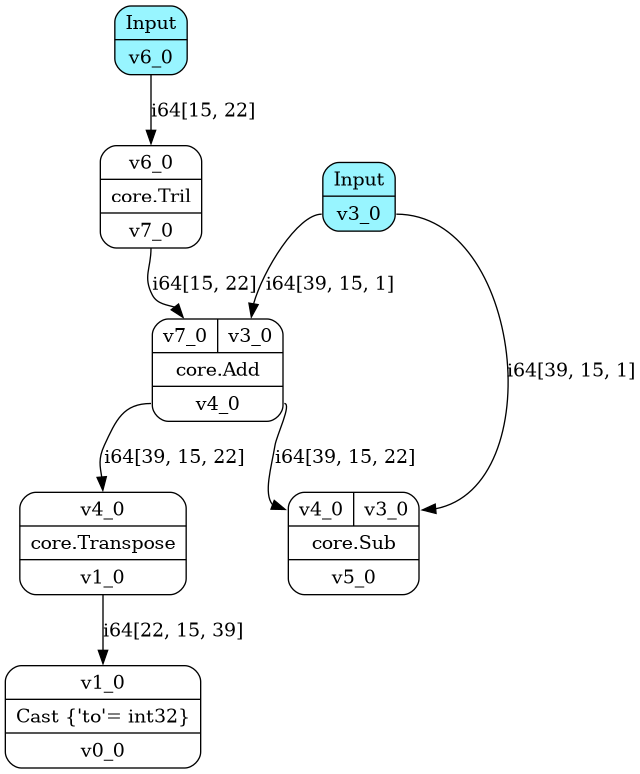 Input
v6_0
i64[15, 22]
v6_0
core.Tril
v7_0
Input
v3_0
i64[15, 22]
i64[39, 15, 1]
i64[39, 15, 1]
v7_0 v3_0
core.Add
v4_0
i64[39, 15, 22]
i64[39, 15, 22]
v4_0
core.Transpose
v1_0
v4_0 v3_0
core.Sub
v5_0
i64[22, 15, 39]
v1_0
Cast {'to'= int32}
v0_0